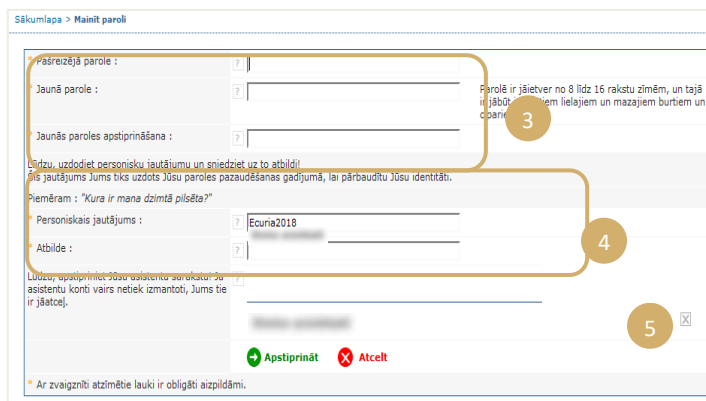 Sākumlapa > Mainīt paroli
* Pašreizējā parole : ?
* Jaunā parole : ?
Parolē ir jāietver no 8 līdz 16 rakstu zīmēm, un tajā
ir jābūt lielajiem un mazajiem burtiem un
3
* Jaunās paroles apstiprināšana : ?
Lūdzu, uzdodiet personisku jautājumu un sniedziet uz to atbildi!
Šis jautājums Jums tiks uzdots Jūsu paroles pazaudēšanas gadījumā, lai pārbaudītu Jūsu identitāti.
Piemēram : "Kura ir mana dzimtā pilsēta?"
* Personiskais jautājums : ? Ecuria2018
* Atbilde : ?
4
Lūdzu, apstipriniet Jūsu asistentu sarakstu! Ja ?
asistentu konti vairs netiek izmantoti, Jums tie
ir jāatceļ.
5
X
Apstiprināt X Atcelt
* Ar zvaigznīti atzīmētie lauki ir obligāti aizpildāmi.